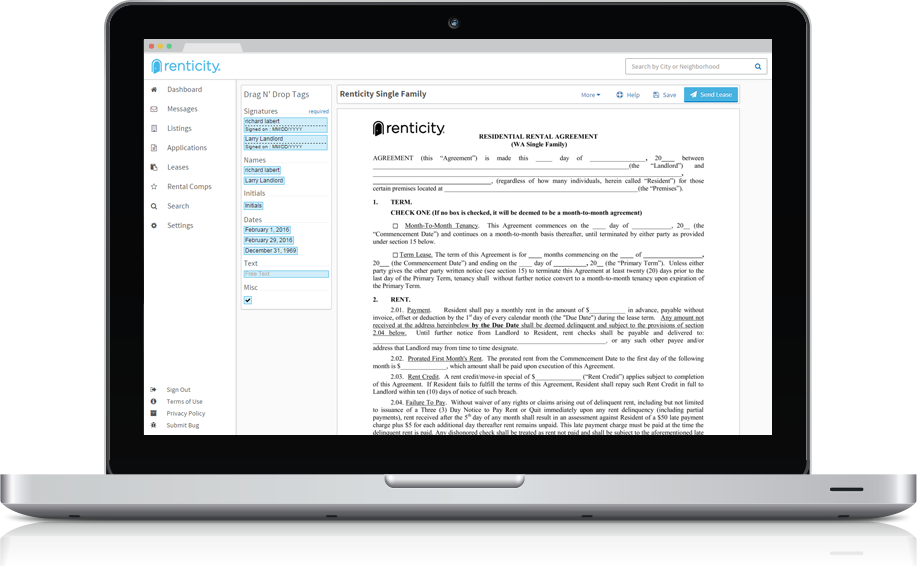 renticity.
Search by City or Neighborhood
Dashboard
Messages
Listings
Applications
Leases
Rental Comps
Search
Settings
Sign Out
Terms of Use
Privacy Policy
Submit Bug
Drag N' Drop Tags
Signatures required
richard labert
Signed on : MM/DD/YYYY
Larry Landlord
Signed on : MM/DD/YYYY
Names
richard labert
Larry Landlord
Initials
Initials
Dates
February 1, 2016
February 29, 2016
December 31, 1969
Text
Free Text
Misc
Renticity Single Family
More Help Save Send Lease
renticity.
RESIDENTIAL RENTAL AGREEMENT
(WA Single Family)
AGREEMENT (this “Agreement”) is made this _____ day of _______________, 20____ between
_______________(the “Landlord”) and
_______________,
_______________, (regardless of how many individuals, herein called “Resident”) for those
certain premises located at _______________(the “Premises”).
1. TERM.
CHECK ONE (If no box is checked, it will be deemed to be a month-to-month agreement)
☐ Month-To-Month Tenancy. This Agreement commences on the ____ day of ____________, 20__ (the
“Commencement Date”) and continues on a month-to-month basis thereafter, until terminated by either party as provided
under section 15 below.
☐ Term Lease. The term of this Agreement is for ____ months commencing on the ____ of _______________,
20___ (the Commencement Date”) and ending on the ____ day of __________, 20__ (the “Primary Term”). Unless either
party gives the other party written notice (see section 15) to terminate this Agreement at least twenty (20) days prior to the
last day of the Primary Term, tenancy shall without further notice convert to a month-to-month tenancy upon expiration of
the Primary Term.
2. RENT.
2.01. Payment. Resident shall pay a monthly rent in the amount of $__________ in advance, payable without
invoice, offset or deduction by the 1st day of every calendar month (the "Due Date") during the lease term. Any amount not
received at the address hereinbelow by the Due Date shall be deemed delinquent and subject to the provisions of section
2.04 below. Until further notice from Landlord to Resident, rent checks shall be payable and delivered to:
_______________, or any such other payee and/or
address that Landlord may from time to time designate.
2.02. Prorated First Month's Rent. The prorated rent from the Commencement Date to the first day of the following
month is $____________, which amount shall be paid upon execution of this Agreement.
2.03. Rent Credit. A rent credit/move-in special of $____________ (“Rent Credit”) applies subject to completion
of this Agreement. If Resident fails to fulfill the terms of this Agreement, Resident shall repay such Rent Credit in full to
Landlord within ten (10) days of notice of such breach.
2.04. Failure To Pay. Without waiver of any rights or claims arising out of delinquent rent, including but not limited
to issuance of a Three (3) Day Notice to Pay Rent or Quit immediately upon any rent delinquency (including partial
payments), rent received after the 5th day of any month shall result in an assessment against Resident of a $50 late payment
charge plus $5 for each additional day thereafter rent remains unpaid. This late payment charge must be paid at the time the
delinquent rent is paid. Any dishonored check shall be treated as rent not paid and shall be subject to the aforementioned late